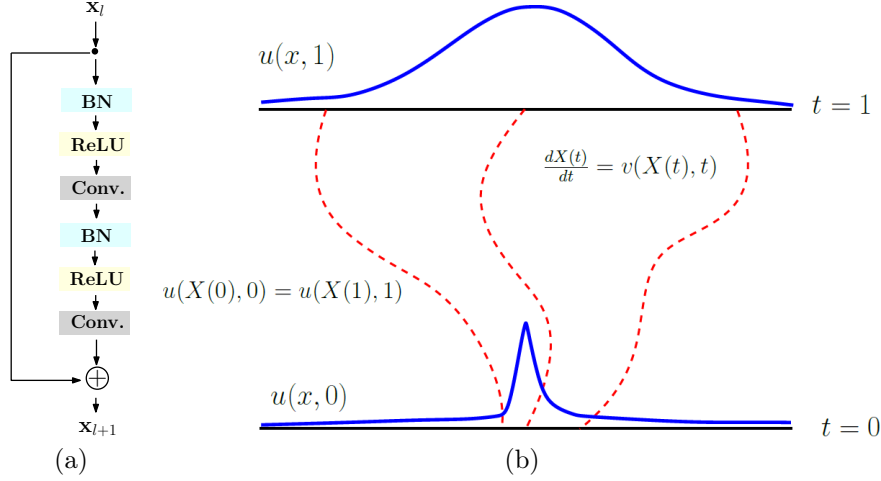 x_l
BN
ReLU
Conv.
BN
ReLU
Conv.
x_{l+1}
(a)
u(x, 1)
t = 1
dX(t)/dt = v(X(t), t)
u(X(0), 0) = u(X(1), 1)
u(x, 0)
t = 0
(b)